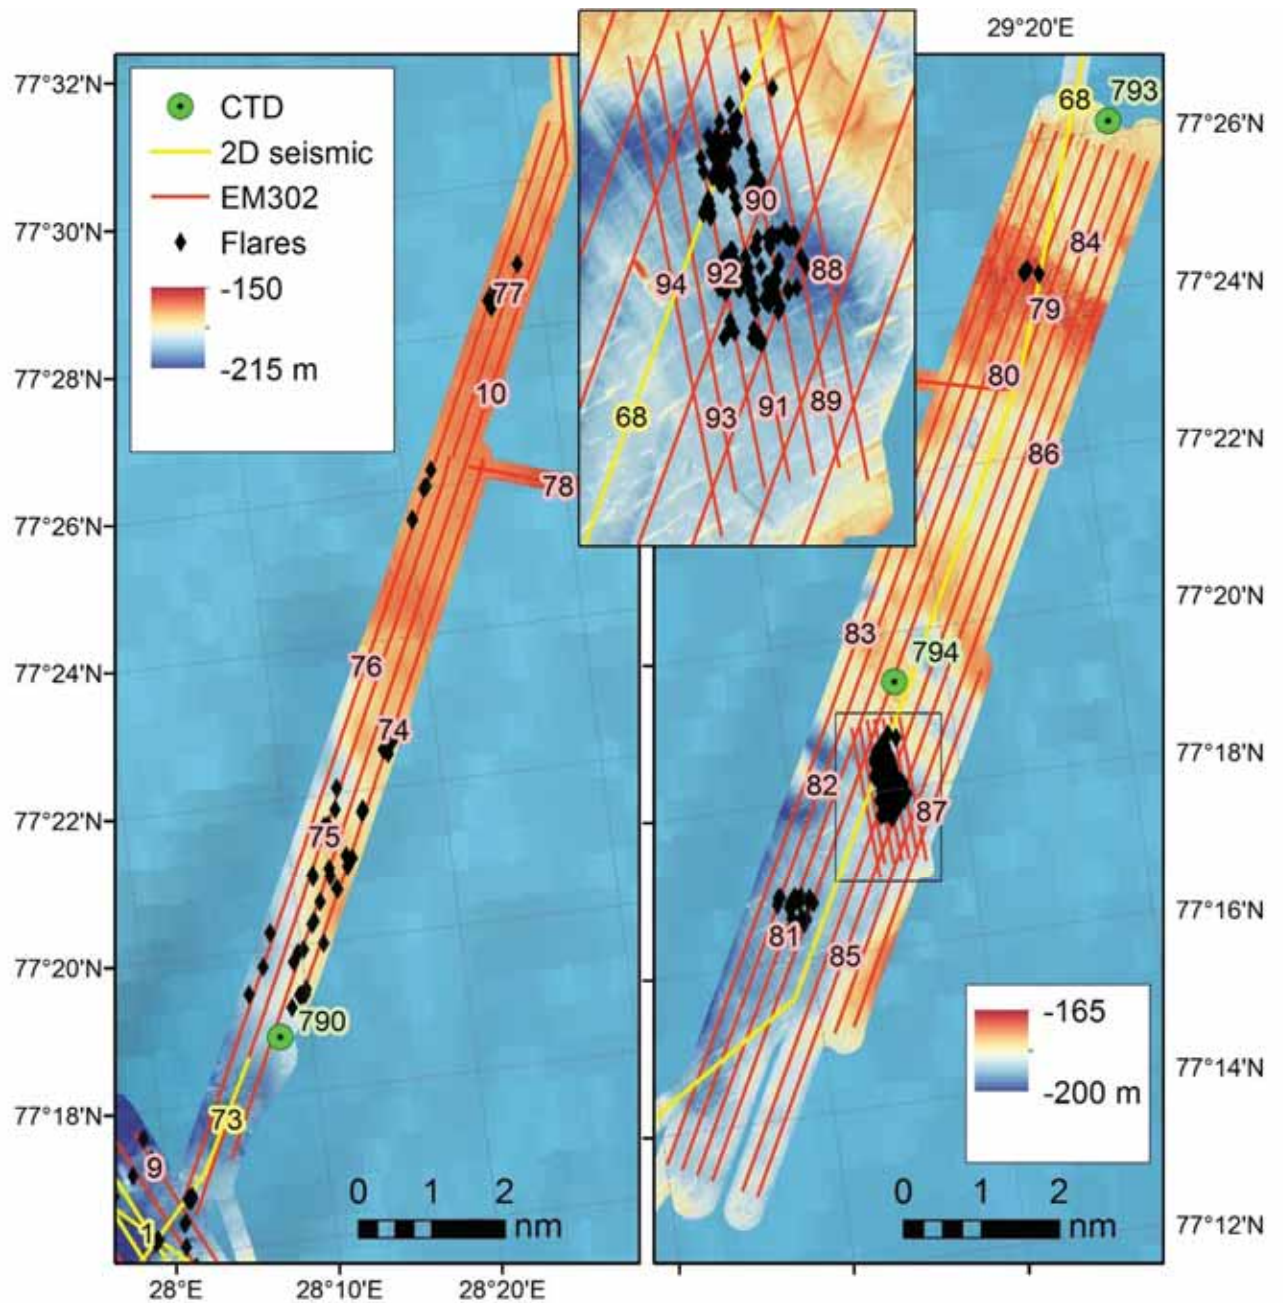 29°20'E
77°32'N
77°30'N
77°28'N
77°26'N
77°24'N
77°22'N
77°20'N
77°18'N
CTD
2D seismic
EM302
Flares
-150
-215 m
77
10
78
76
74
75
790
73
9
1
0 1 2
nm
28°E
28°10'E
28°20'E
90
94
92
88
68
93
91
89
68
793
84
79
80
86
83
794
82
87
81
85
-165
-200 m
0 1 2
nm
77°26'N
77°24'N
77°22'N
77°20'N
77°18'N
77°16'N
77°14'N
77°12'N